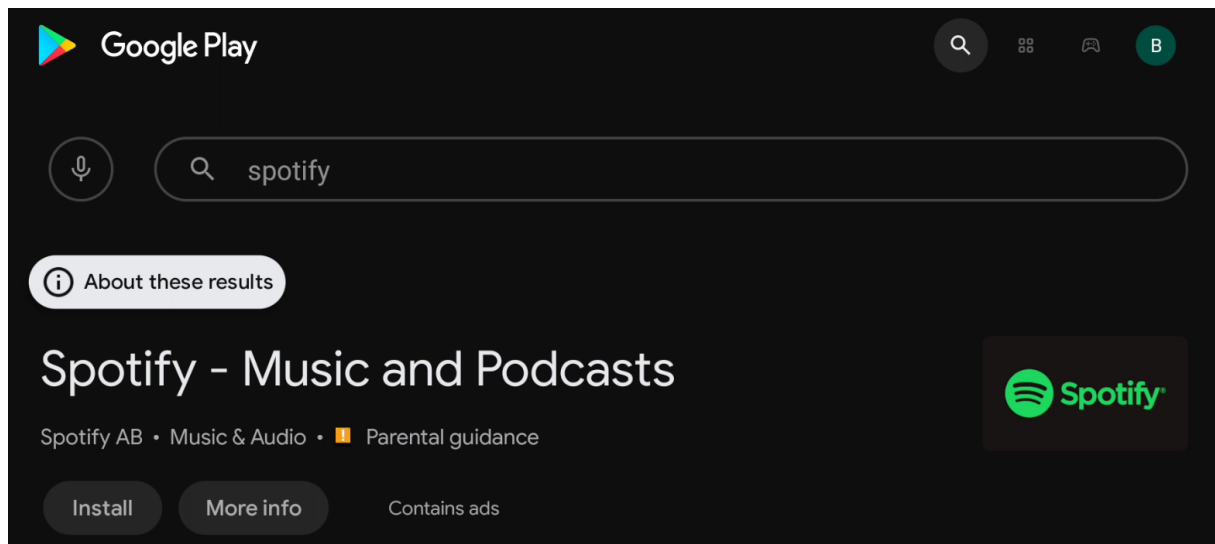 Google Play
B
spotify
About these results
Spotify - Music and Podcasts
Spotify®
Spotify AB • Music & Audio • ! Parental guidance
Install More info Contains ads